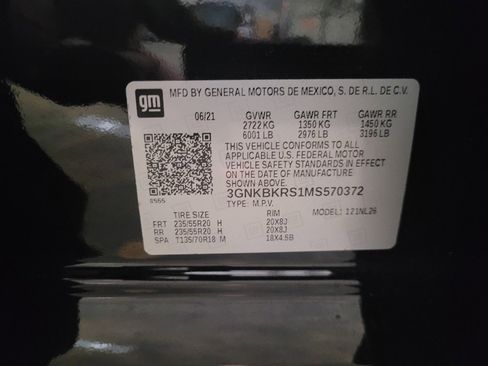 gm
MFD BY GENERAL MOTORS DE MEXICO, S. DE R.L. DE C.V.
06/21 GVWR GAWR FRT GAWR RR
2722 KG 1350 KG 1450 KG
6001 LB 2976 LB 3196 LB
THIS VEHICLE CONFORMS TO ALL
APPLICABLE U.S. FEDERAL MOTOR
VEHICLE SAFETY STANDARDS IN EFFECT
ON THE DATE OF MANUFACTURE SHOWN ABOVE.
3GNKBKRS1MS570372
TYPE: M.P.V. MODEL: 121NL26
TIRE SIZE RIM
FRT 235/55R20 H 20X8J
RR 235/55R20 H 20X8J
SPA T135/70R18 M 18X4.5B